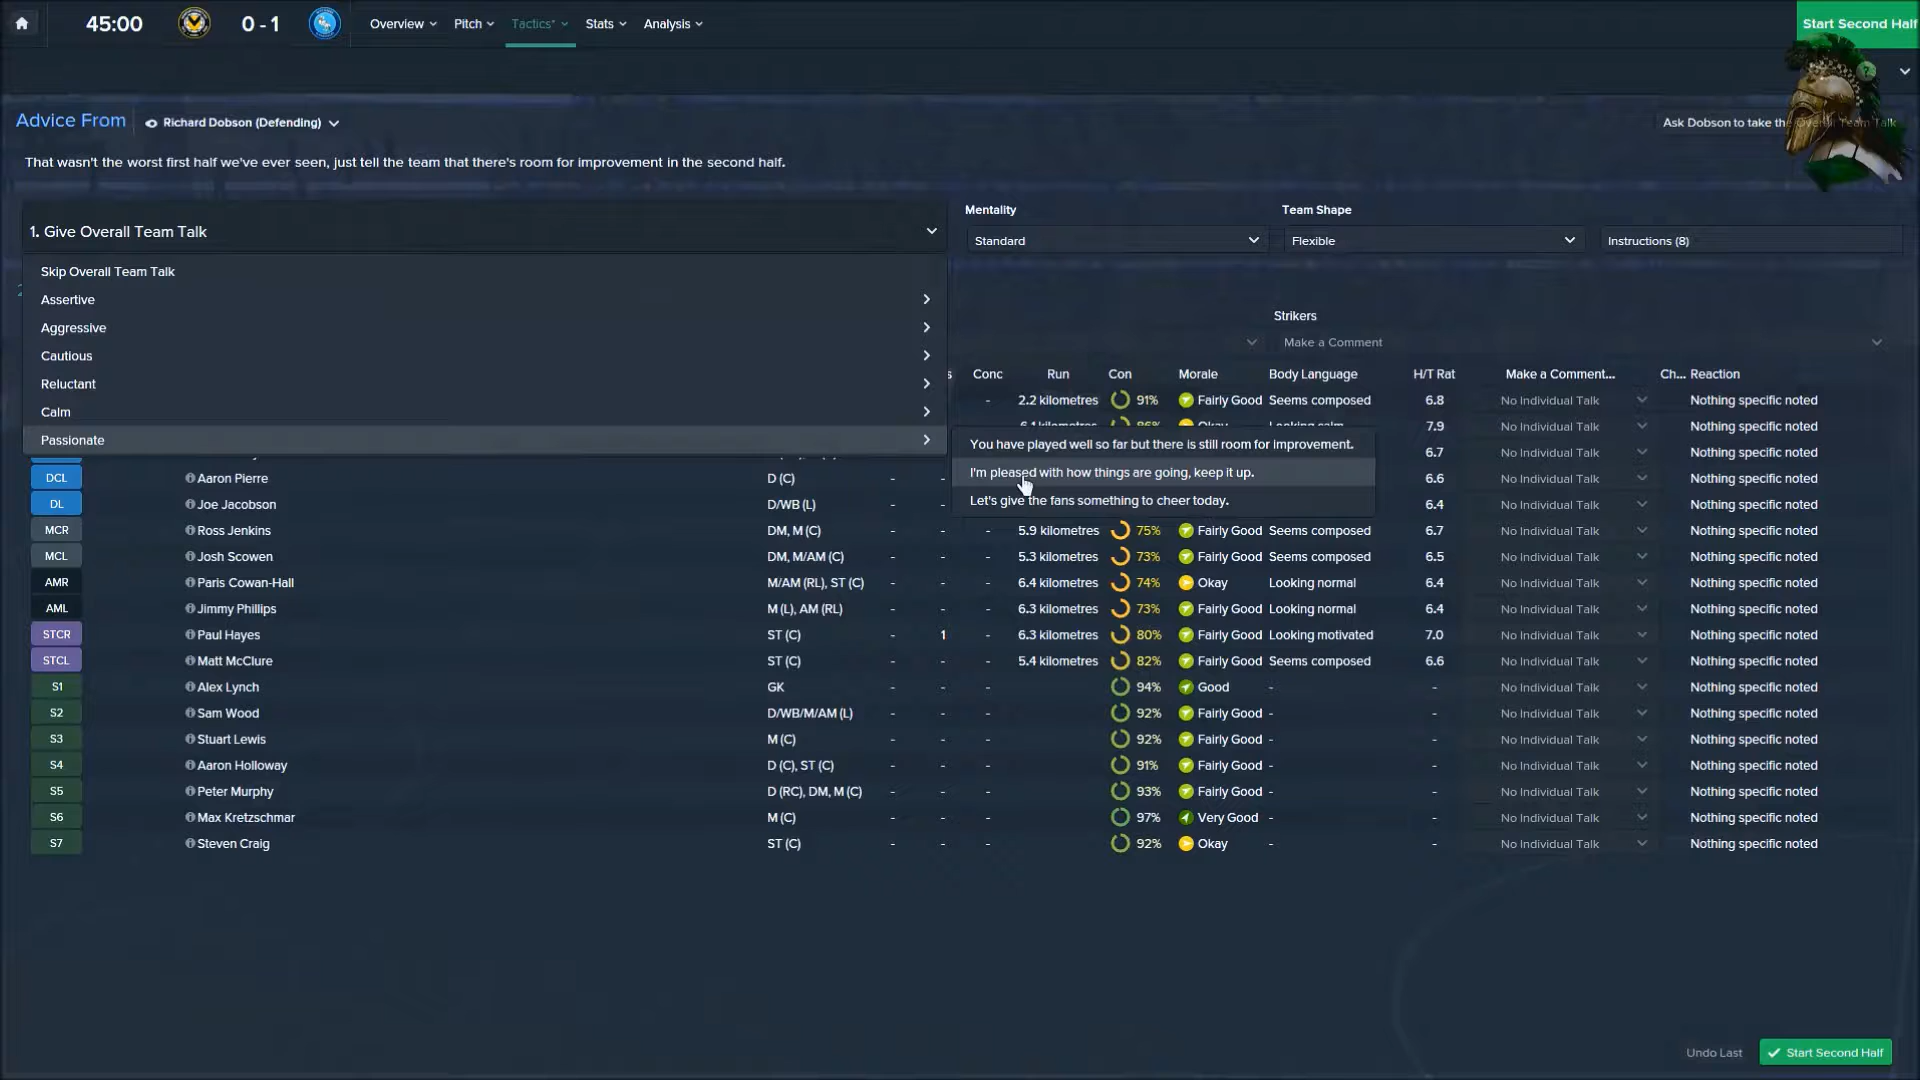 45:00 0 - 1 Overview Pitch Tactics* Stats Analysis Start Second Half
Advice From Richard Dobson (Defending) Ask Dobson to take the Overall Team Talk
That wasn't the worst first half we've ever seen, just tell the team that there's room for improvement in the second half.
Mentality Team Shape
1. Give Overall Team Talk Standard Flexible Instructions (8)
Skip Overall Team Talk
Assertive
Aggressive Strikers
Cautious Make a Comment
Reluctant Conc Run Con Morale Body Language H/T Rat Make a Comment... Ch... Reaction
Calm - 2.2 kilometres 91% Fairly Good Seems composed 6.8 No Individual Talk Nothing specific noted
Passionate 7.9 No Individual Talk Nothing specific noted
You have played well so far but there is still room for improvement. 6.7 No Individual Talk Nothing specific noted
I'm pleased with how things are going, keep it up.
Let's give the fans something to cheer today.
DCL Aaron Pierre D (C) - - 6.6 No Individual Talk Nothing specific noted
DL Joe Jacobson D/WB (L) - - 6.4 No Individual Talk Nothing specific noted
MCR Ross Jenkins DM, M (C) - - - 5.9 kilometres 75% Fairly Good Seems composed 6.7 No Individual Talk Nothing specific noted
MCL Josh Scowen DM, M/AM (C) - - - 5.3 kilometres 73% Fairly Good Seems composed 6.5 No Individual Talk Nothing specific noted
AMR Paris Cowan-Hall M/AM (RL), ST (C) - - - 6.4 kilometres 74% Okay Looking normal 6.4 No Individual Talk Nothing specific noted
AML Jimmy Phillips M (L), AM (RL) - - - 6.3 kilometres 73% Fairly Good Looking normal 6.4 No Individual Talk Nothing specific noted
STCR Paul Hayes ST (C) - 1 - 6.3 kilometres 80% Fairly Good Looking motivated 7.0 No Individual Talk Nothing specific noted
STCL Matt McClure ST (C) - - - 5.4 kilometres 82% Fairly Good Seems composed 6.6 No Individual Talk Nothing specific noted
S1 Alex Lynch GK - - - 94% Good - - No Individual Talk Nothing specific noted
S2 Sam Wood D/WB/M/AM (L) - - - 92% Fairly Good - - No Individual Talk Nothing specific noted
S3 Stuart Lewis M (C) - - - 92% Fairly Good - - No Individual Talk Nothing specific noted
S4 Aaron Holloway D (C), ST (C) - - - 91% Fairly Good - - No Individual Talk Nothing specific noted
S5 Peter Murphy D (RC), DM, M (C) - - - 93% Fairly Good - - No Individual Talk Nothing specific noted
S6 Max Kretzschmar M (C) - - - 97% Very Good - - No Individual Talk Nothing specific noted
S7 Steven Craig ST (C) - - - 92% Okay - - No Individual Talk Nothing specific noted
Undo Last Start Second Half